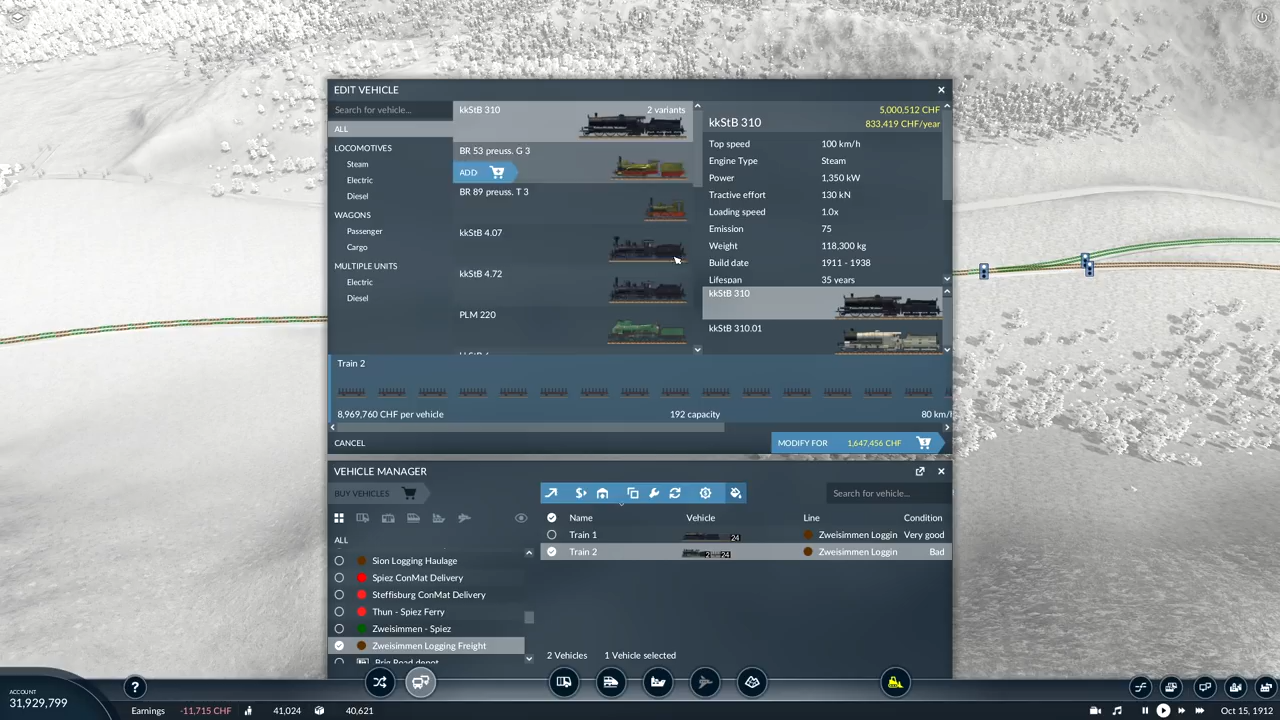 EDIT VEHICLE
Search for vehicle...
ALL
LOCOMOTIVES
Steam
Electric
Diesel
WAGONS
Passenger
Cargo
MULTIPLE UNITS
Electric
Diesel
kkStB 310
2 variants
BR 53 preuss. G 3
ADD
BR 89 preuss. T 3
kkStB 4.07
kkStB 4.72
PLM 220
5,000,512 CHF
kkStB 310
833,419 CHF/year
Top speed 100 km/h
Engine Type Steam
Power 1,350 kW
Tractive effort 130 kN
Loading speed 1.0x
Emission 75
Weight 118,300 kg
Build date 1911 - 1938
Lifespan 35 years
kkStB 310
kkStB 310.01
Train 2
8,969,760 CHF per vehicle 192 capacity 80 km/h
CANCEL
MODIFY FOR 1,647,456 CHF
VEHICLE MANAGER
BUY VEHICLES
Search for vehicle...
ALL
Sion Logging Haulage
Spiez ConMat Delivery
Steffisburg ConMat Delivery
Thun - Spiez Ferry
Zweisimmen - Spiez
Zweisimmen Logging Freight
Brig Road depot
Name Vehicle Line Condition
Train 1 24 Zweisimmen Loggin Very good
Train 2 2 24 Zweisimmen Loggin Bad
2 Vehicles 1 Vehicle selected
ACCOUNT
31,929,799
?
Earnings -11,715 CHF 41,024 40,621
Oct 15, 1912